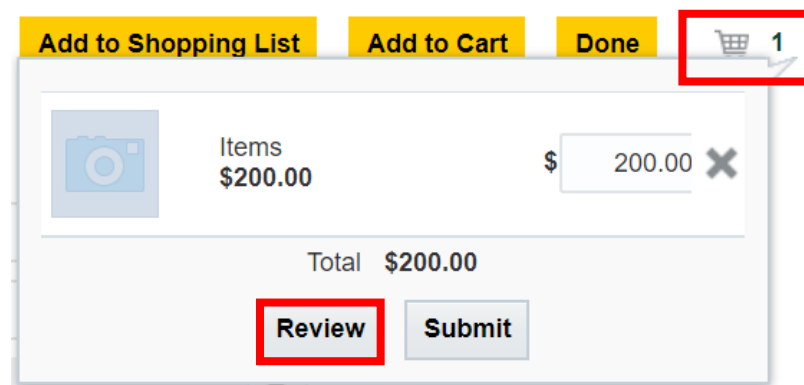 Add to Shopping List Add to Cart Done 1
Items
$200.00
$ 200.00
Total $200.00
Review Submit